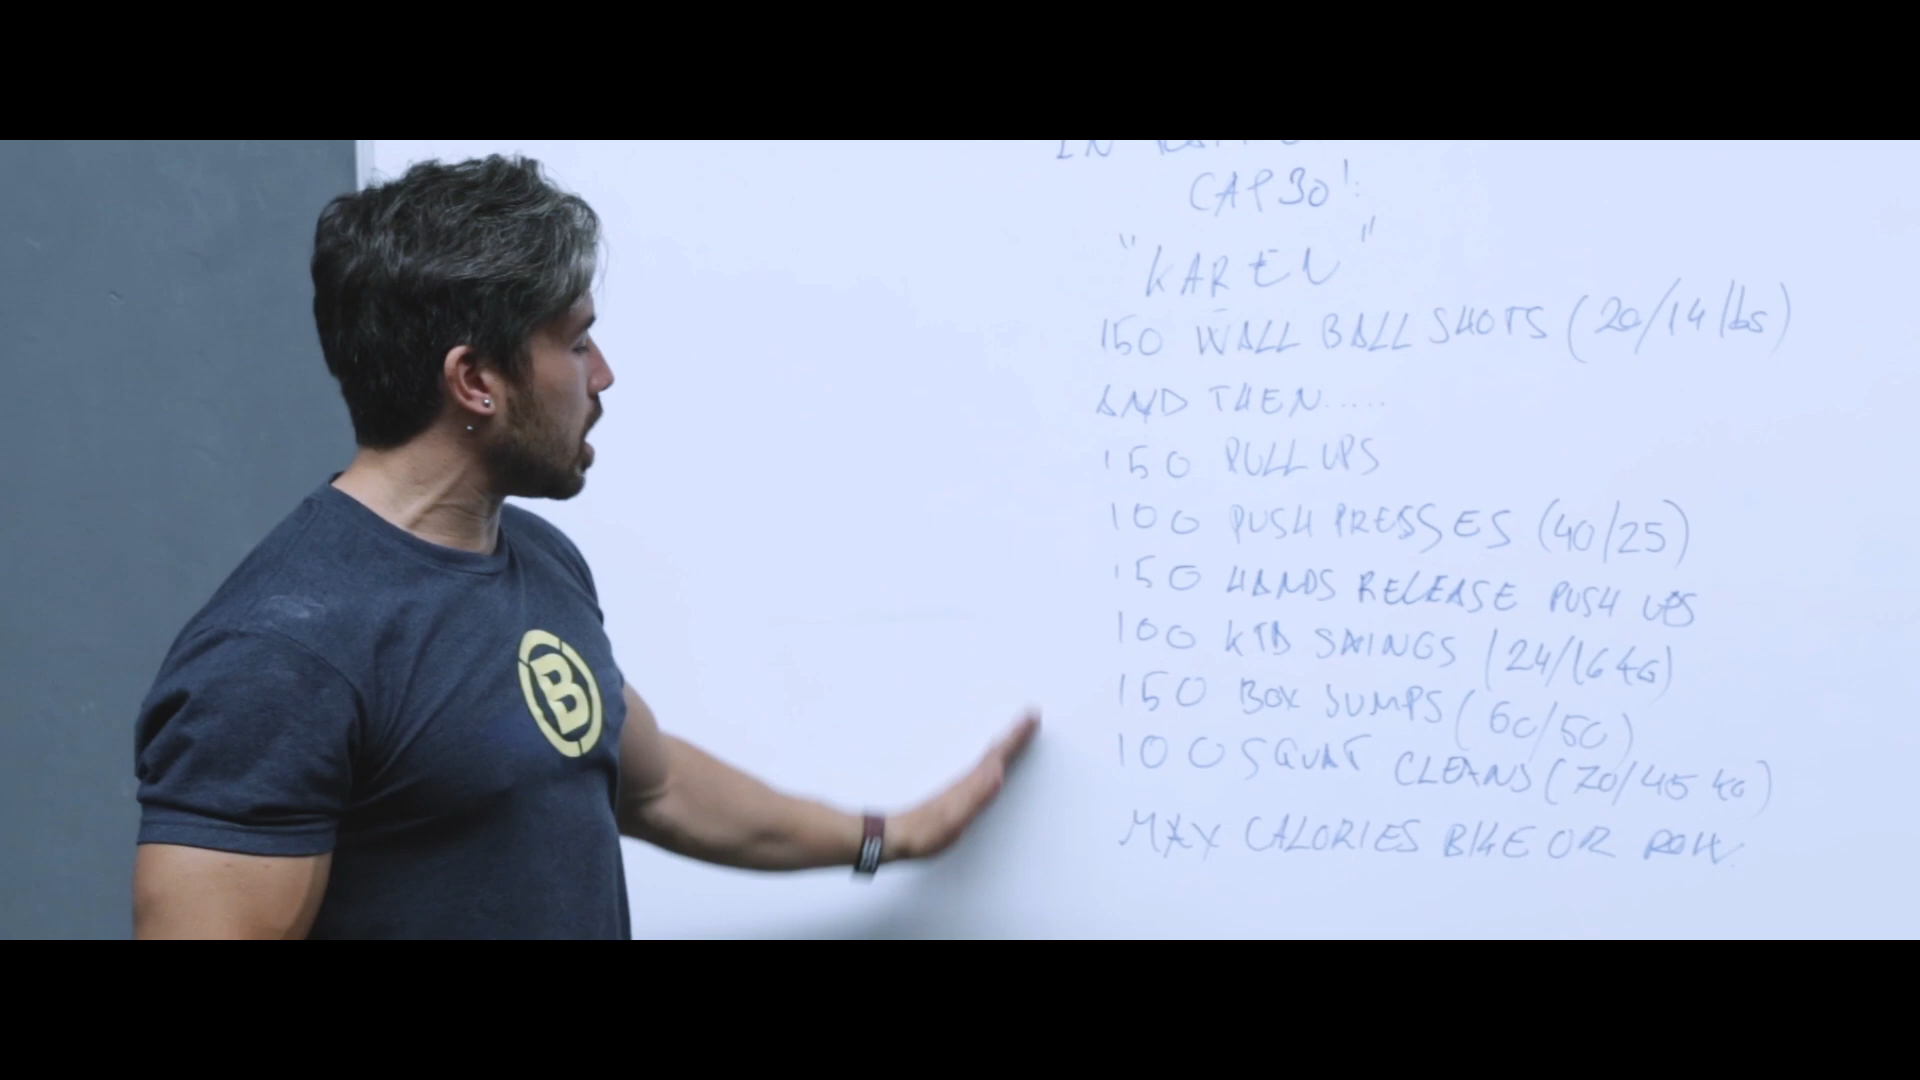 IN
CAP 30':
"KAREN"
150 WALL BALL SHOTS (20/14 lbs)
AND THEN.....
150 PULL UPS
100 PUSH PRESSES (40/25)
150 HANDS RELEASE PUSH UPS
100 KTB SWINGS (24/16 KG)
150 BOX JUMPS (60/50)
100 SQUAT CLEANS (70/45 KG)
MAX CALORIES BIKE OR ROW
B